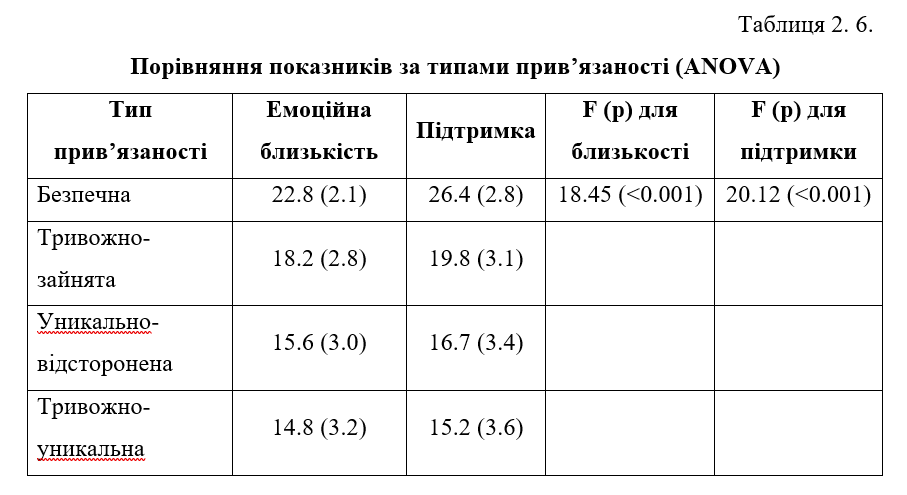 Таблиця 2. 6.
Порівняння показників за типами прив’язаності (ANOVA)
Тип прив’язаності	Емоційна близькість	Підтримка	F (p) для близькості	F (p) для підтримки
Безпечна	22.8 (2.1)	26.4 (2.8)	18.45 (<0.001)	20.12 (<0.001)
Тривожно-зайнята	18.2 (2.8)	19.8 (3.1)
Уникально-відсторонена	15.6 (3.0)	16.7 (3.4)
Тривожно-уникальна	14.8 (3.2)	15.2 (3.6)